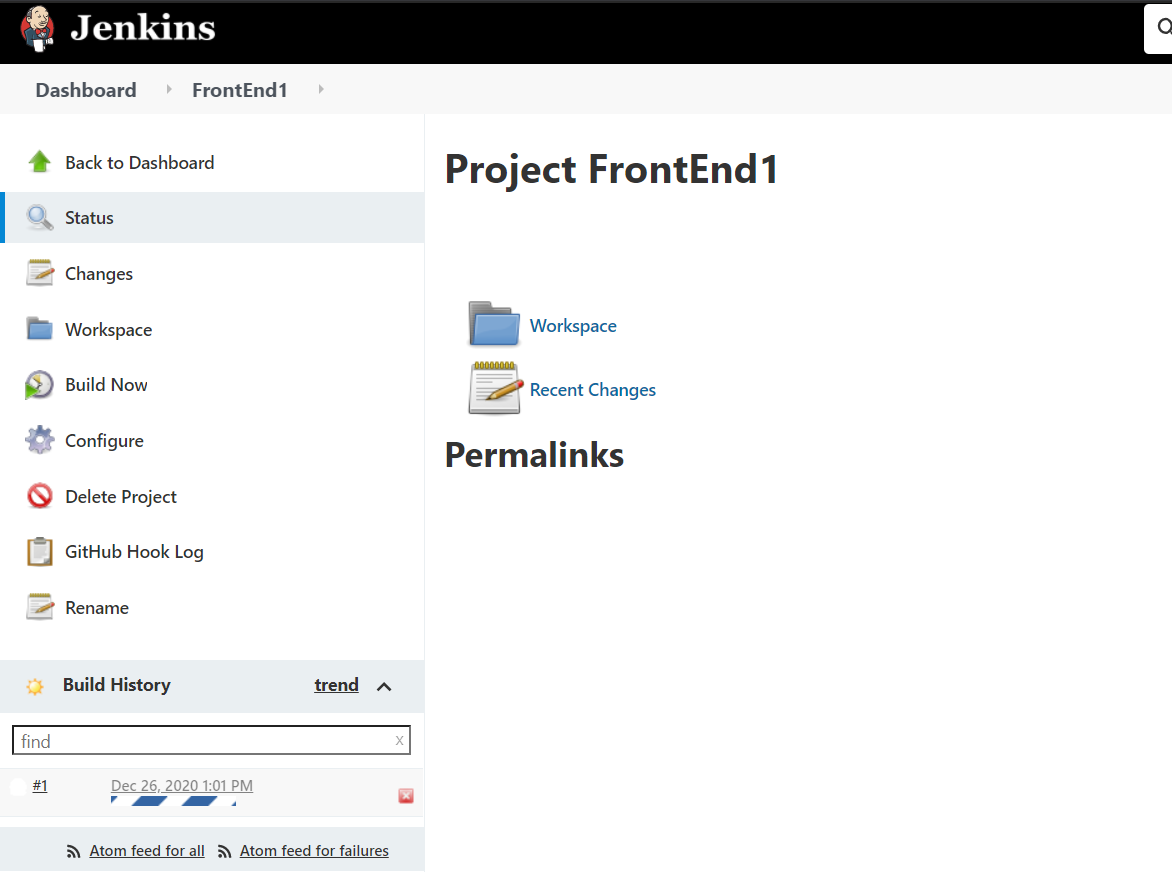 Jenkins
Dashboard FrontEnd1
Back to Dashboard
Status
Changes
Workspace
Build Now
Configure
Delete Project
GitHub Hook Log
Rename
Build History trend
find x
#1 Dec 26, 2020 1:01 PM
Atom feed for all Atom feed for failures
Project FrontEnd1
Workspace
Recent Changes
Permalinks